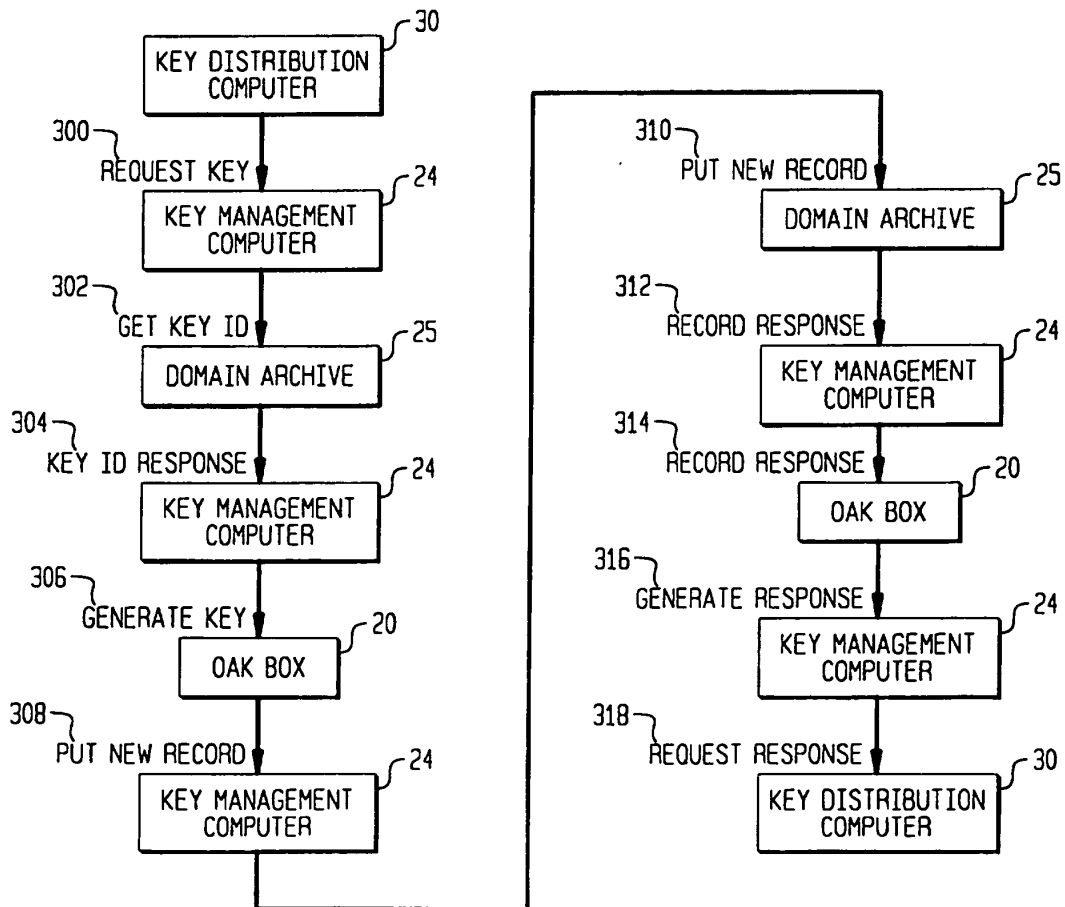 30
KEY DISTRIBUTION
COMPUTER
300
REQUEST KEY
24
KEY MANAGEMENT
COMPUTER
302
GET KEY ID
25
DOMAIN ARCHIVE
304
KEY ID RESPONSE
24
KEY MANAGEMENT
COMPUTER
306
GENERATE KEY
20
OAK BOX
308
PUT NEW RECORD
24
KEY MANAGEMENT
COMPUTER
310
PUT NEW RECORD
25
DOMAIN ARCHIVE
312
RECORD RESPONSE
24
KEY MANAGEMENT
COMPUTER
314
RECORD RESPONSE
20
OAK BOX
316
GENERATE RESPONSE
24
KEY MANAGEMENT
COMPUTER
318
REQUEST RESPONSE
30
KEY DISTRIBUTION
COMPUTER